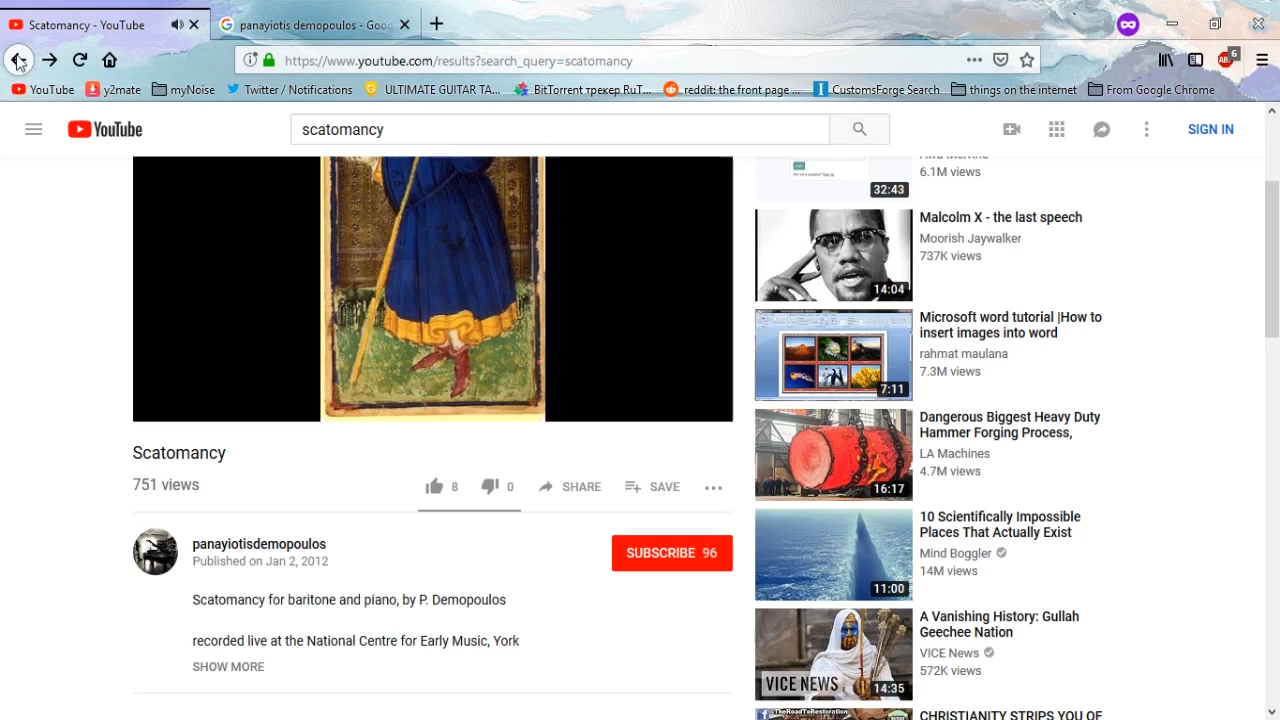 Scatomancy - YouTube
panayiotis demopoulos - Goo
https://www.youtube.com/results?search_query=scatomancy
6
YouTube
y2mate
myNoise
Twitter / Notifications
ULTIMATE GUITAR TA...
BitTorrent трекер RuT...
reddit: the front page ...
CustomsForge Search
things on the internet
From Google Chrome
YouTube
scatomancy
SIGN IN
6.1M views
32:43
Malcolm X - the last speech
Moorish Jaywalker
737K views
14:04
Microsoft word tutorial |How to
insert images into word
rahmat maulana
7.3M views
7:11
Dangerous Biggest Heavy Duty
Hammer Forging Process,
LA Machines
4.7M views
16:17
10 Scientifically Impossible
Places That Actually Exist
Mind Boggler
14M views
11:00
A Vanishing History: Gullah
Geechee Nation
VICE News
572K views
VICE NEWS
14:35
@TheRoadToRestoration
CHRISTIANITY STRIPS YOU OF
Scatomancy
751 views
8
0
SHARE
SAVE
panayiotisdemopoulos
Published on Jan 2, 2012
SUBSCRIBE 96
Scatomancy for baritone and piano, by P. Demopoulos
recorded live at the National Centre for Early Music, York
SHOW MORE